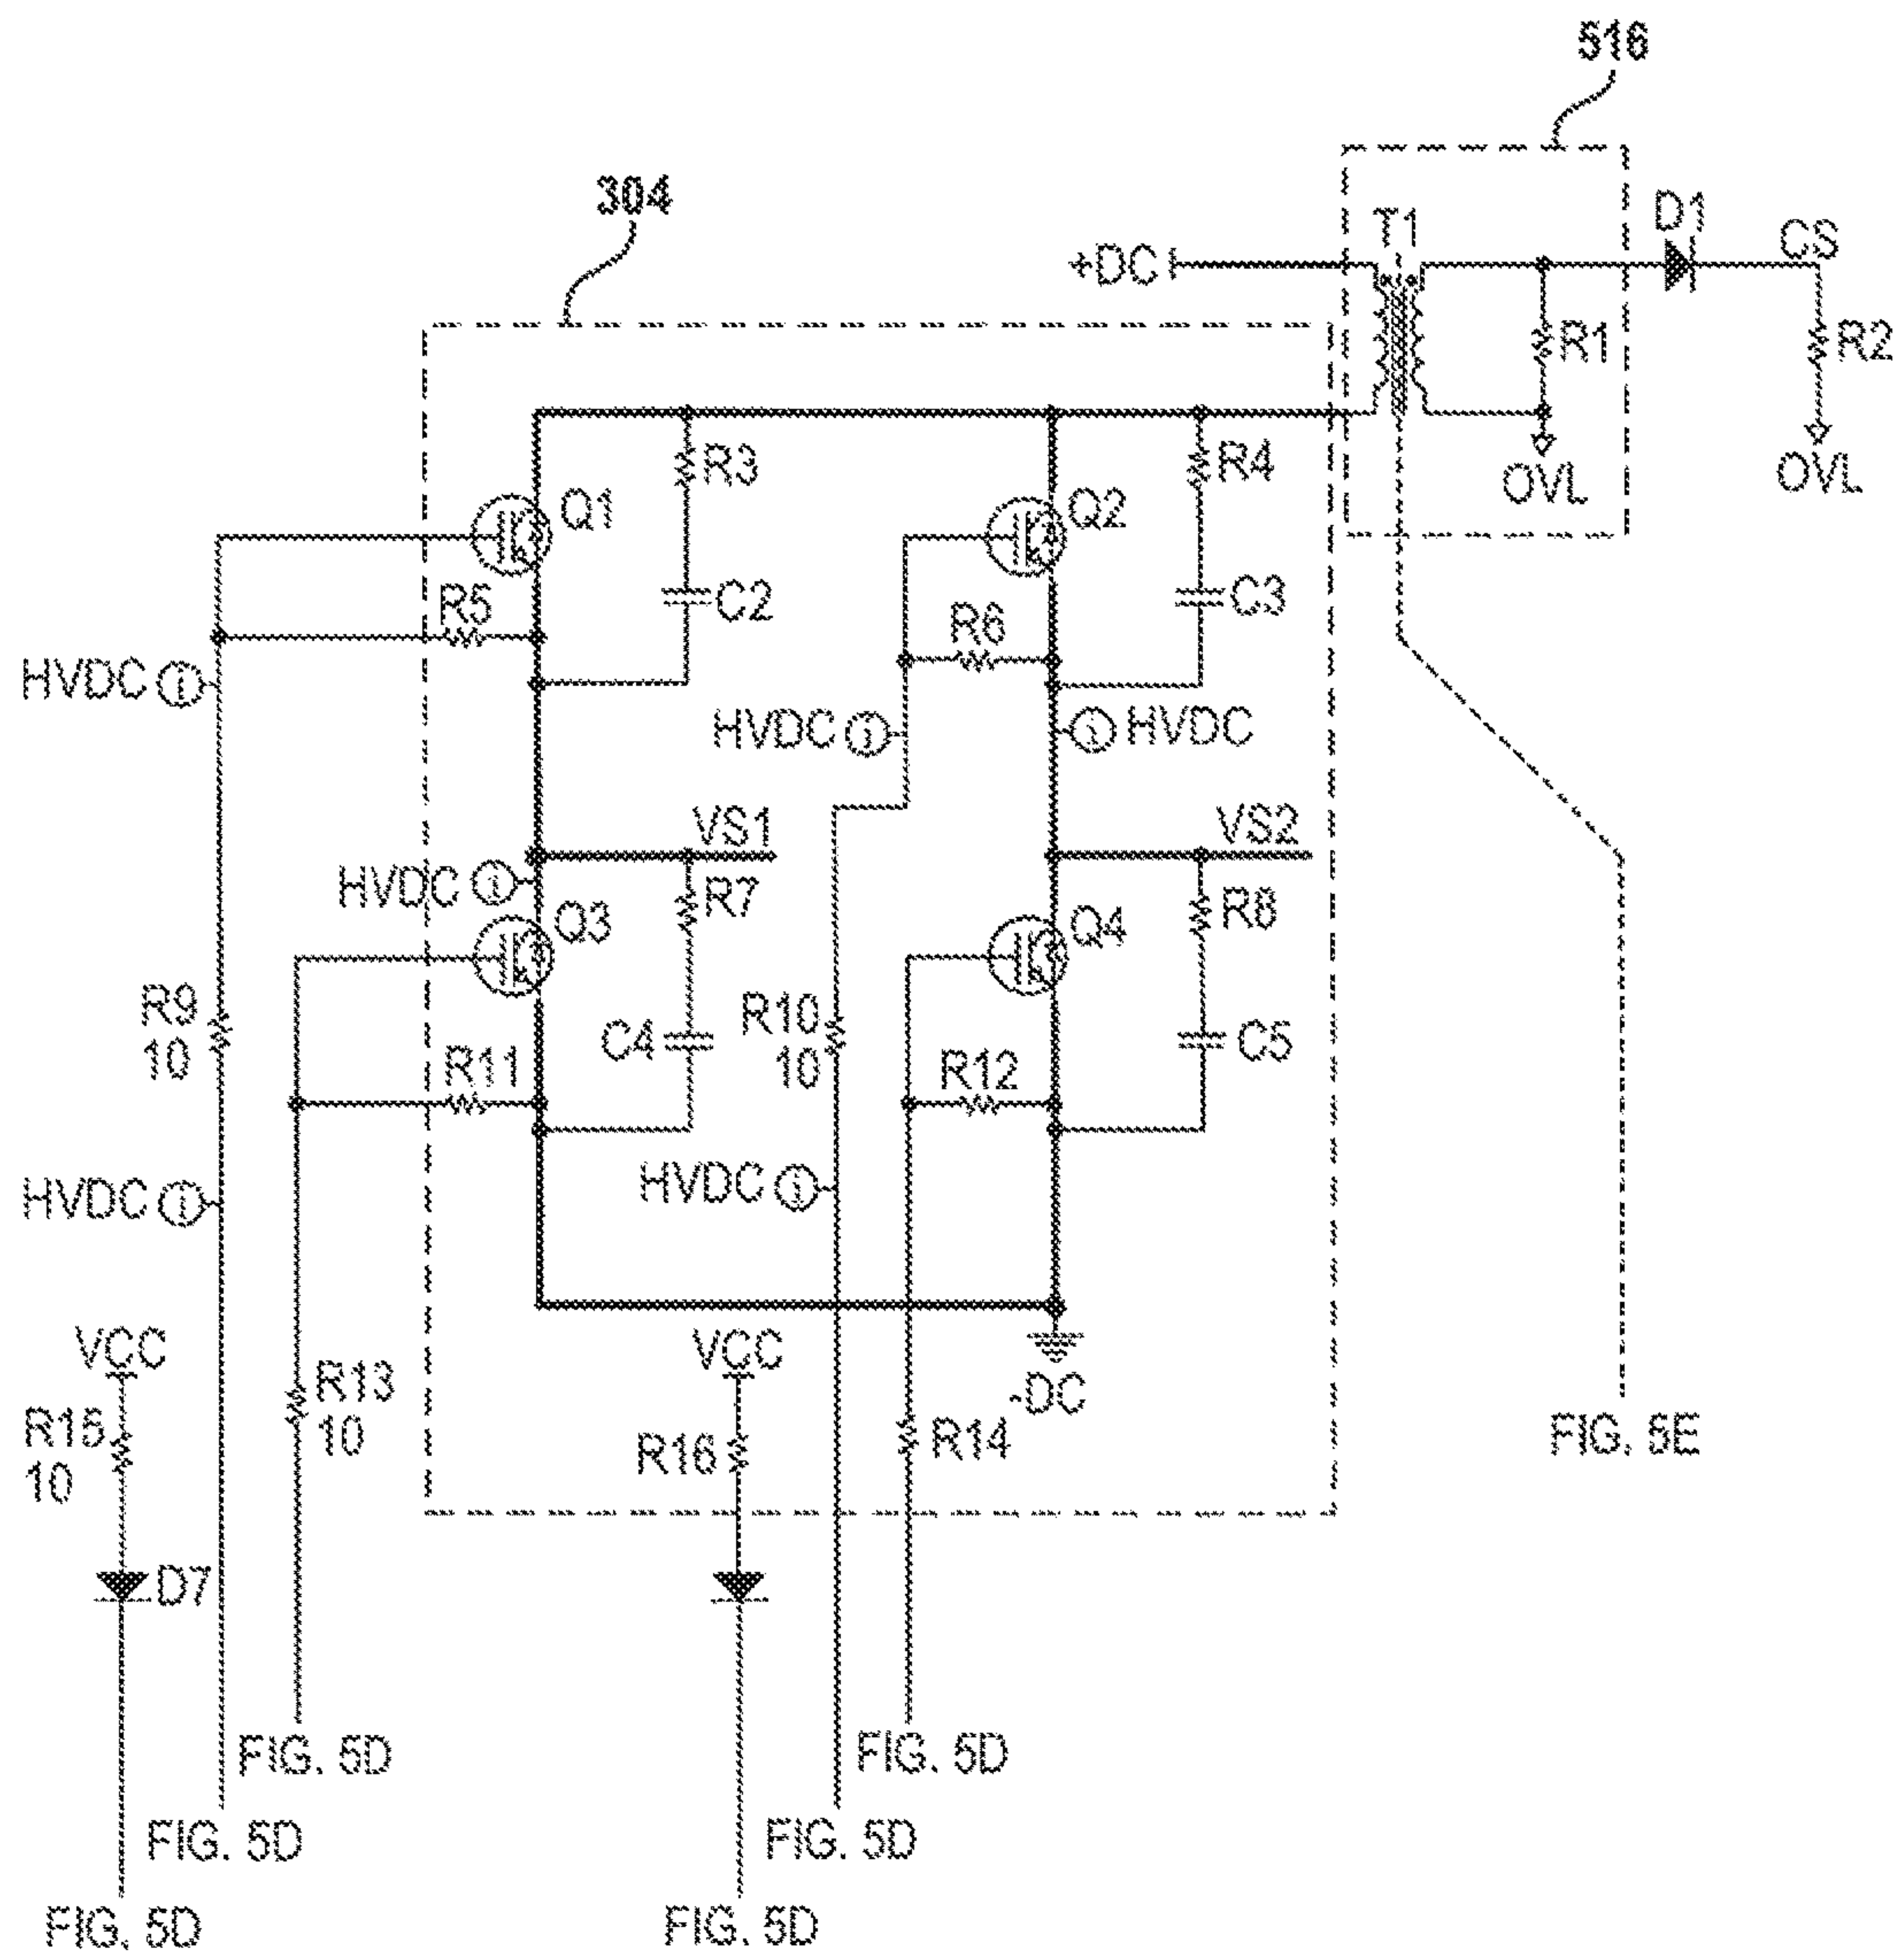 516
304
T1
D1
CS
+DC
R1
R2
OVL
OVL
R3
R4
Q1
Q2
R5
C2
R6
C3
HVDC
HVDC
HVDC
VS1
VS2
HVDC
R7
R8
Q3
Q4
R9
10
R10
10
C4
C5
R11
R12
HVDC
HVDC
VCC
VCC
-DC
R13
10
R14
R15
10
R16
FIG. 5E
D7
FIG. 5D
FIG. 5D
FIG. 5D
FIG. 5D
FIG. 5D
FIG. 5D